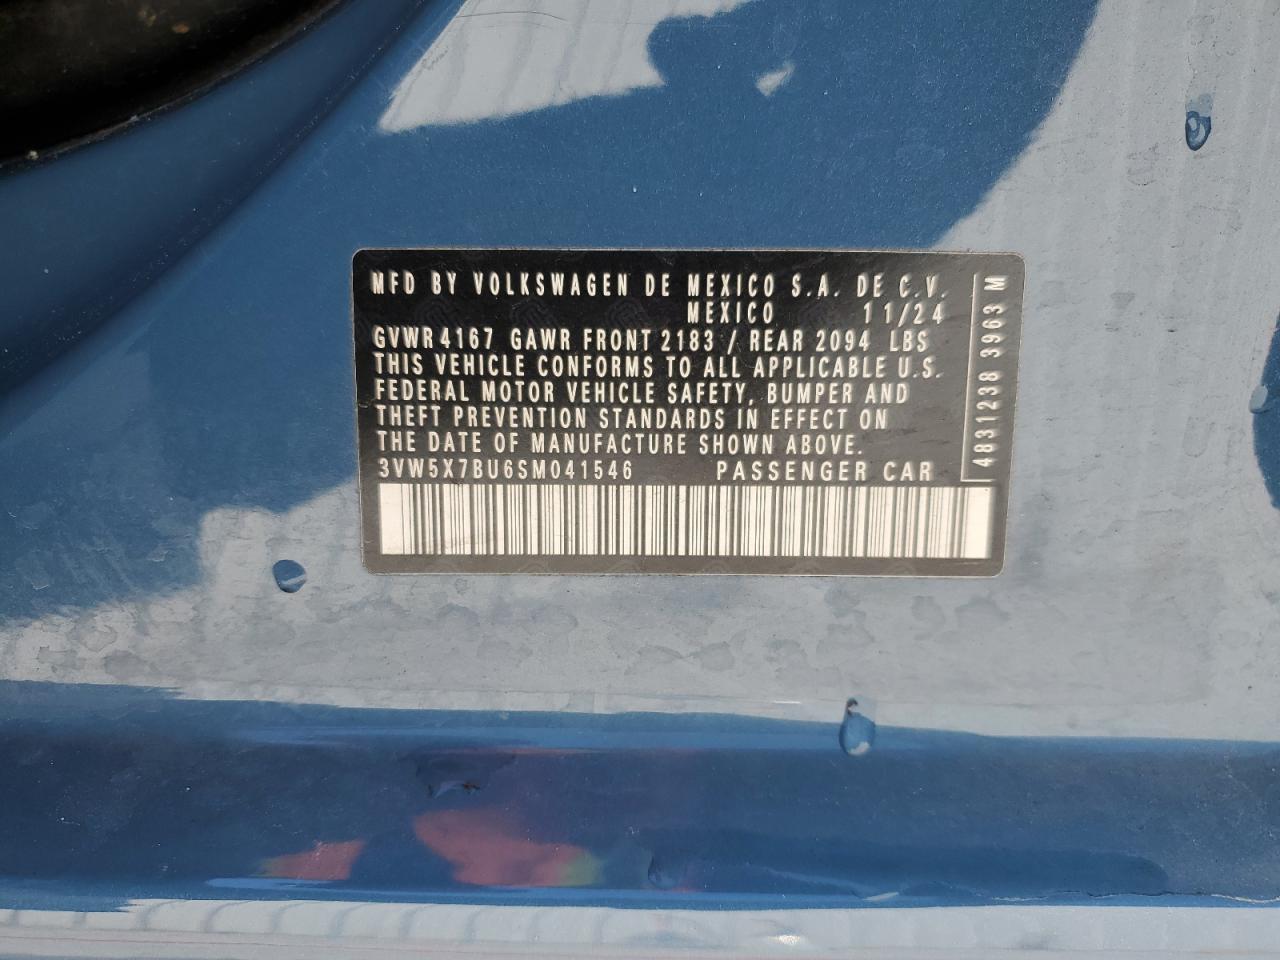 MFD BY VOLKSWAGEN DE MEXICO S.A. DE C.V.
MEXICO 11/24
GVWR 4167 GAWR FRONT 2183 / REAR 2094 LBS
THIS VEHICLE CONFORMS TO ALL APPLICABLE U.S.
FEDERAL MOTOR VEHICLE SAFETY, BUMPER AND
THEFT PREVENTION STANDARDS IN EFFECT ON
THE DATE OF MANUFACTURE SHOWN ABOVE.
3VW5X7BU6SM041546 PASSENGER CAR
4831238 3963 M